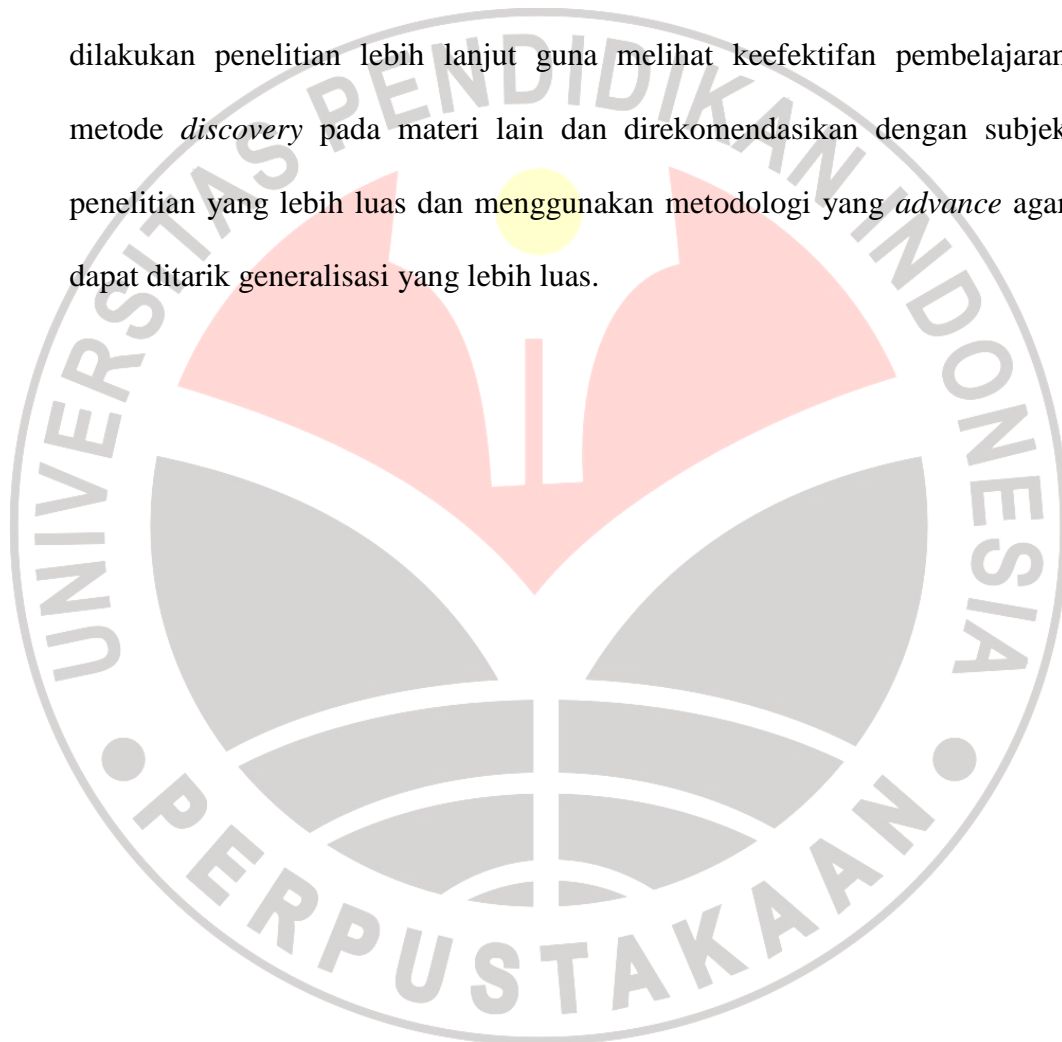 dilakukan penelitian lebih lanjut guna melihat keefektifan pembelajaran
metode discovery pada materi lain dan direkomendasikan dengan subjek
penelitian yang lebih luas dan menggunakan metodologi yang advance agar
dapat ditarik generalisasi yang lebih luas.
UNIVERSITAS PENDIDIKAN INDONESIA
PERPUSTAKAAN